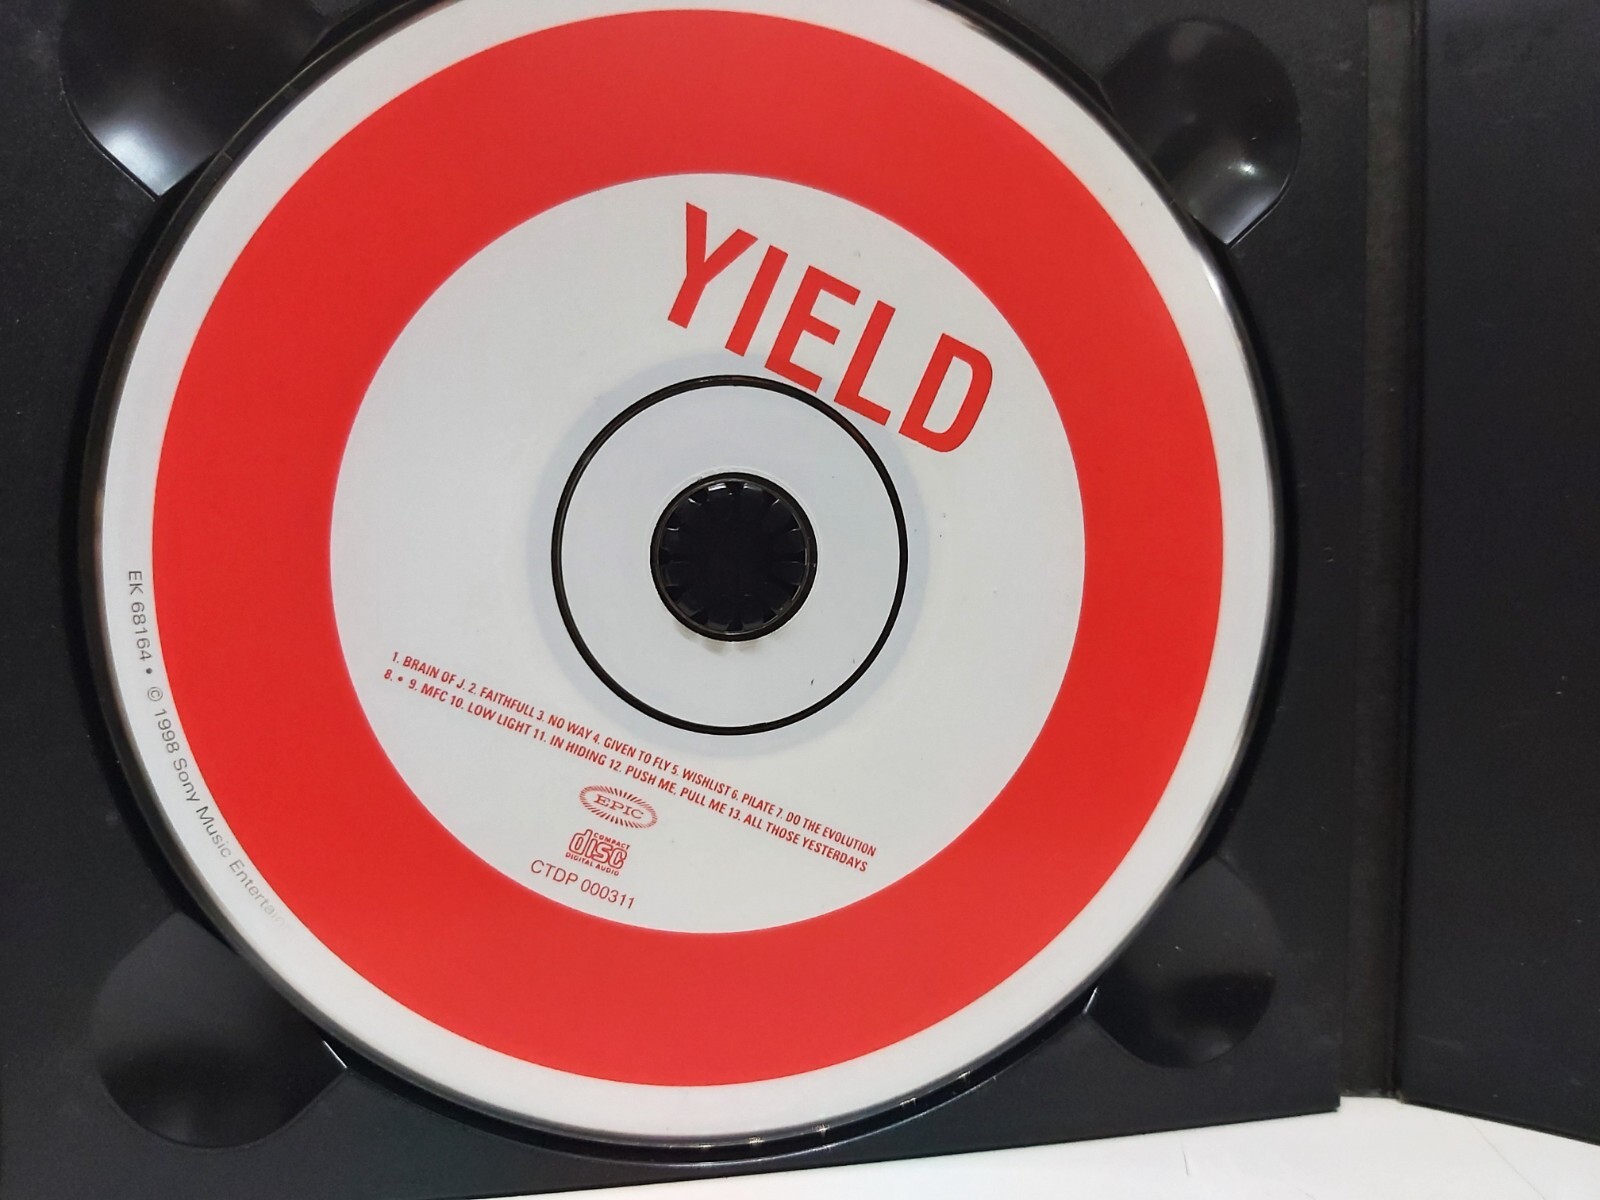 YIELD
1. BRAIN OF J. 2. FAITHFULL 3. NO WAY 4. GIVEN TO FLY 5. WISHLIST 6. PILATE 7. DO THE EVOLUTION
8. • 9. MFC 10. LOW LIGHT 11. IN HIDING 12. PUSH ME, PULL ME 13. ALL THOSE YESTERDAYS
EPIC
COMPACT
disc
DIGITAL AUDIO
CTDP 000311
EK 68164 • © 1998 Sony Music Entertain